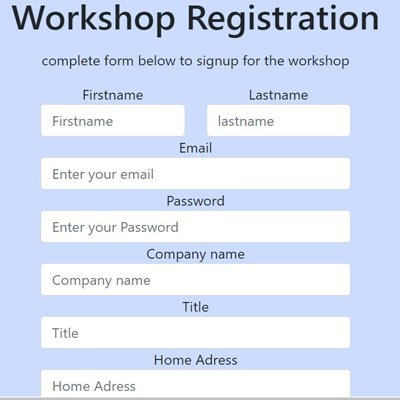 Workshop Registration
complete form below to signup for the workshop
Firstname Lastname
Firstname lastname
Email
Enter your email
Password
Enter your Password
Company name
Company name
Title
Title
Home Adress
Home Adress